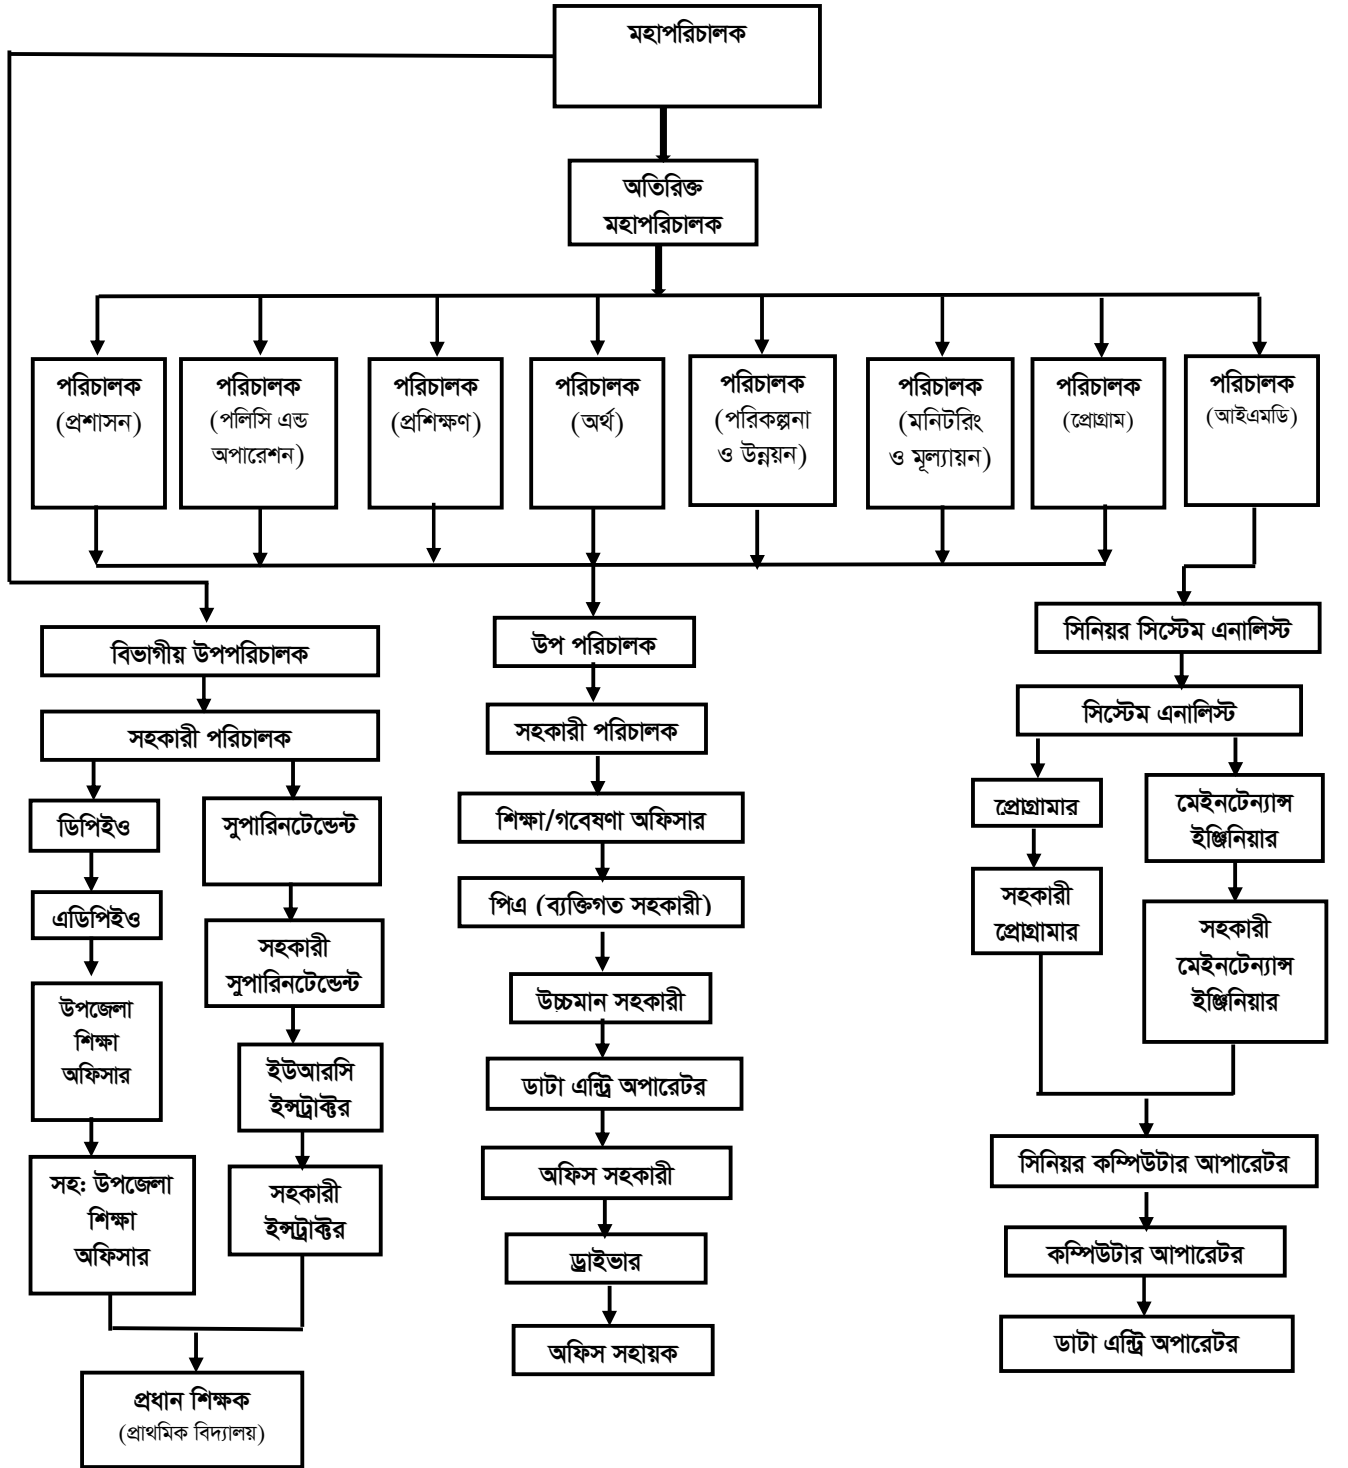 মহাপরিচালক
অতিরিক্ত
মহাপরিচালক
পরিচালক
(প্রশাসন)
পরিচালক
(পলিসি এন্ড
অপারেশন)
পরিচালক
(প্রশিক্ষণ)
পরিচালক
(অর্থ)
পরিচালক
(পরিকল্পনা
ও উন্নয়ন)
পরিচালক
(মনিটরিং
ও মূল্যায়ন)
পরিচালক
(প্রোগ্রাম)
পরিচালক
(আইএমডি)
বিভাগীয় উপপরিচালক
সহকারী পরিচালক
ডিপিইও
এডিপিইও
উপজেলা
শিক্ষা
অফিসার
সহ: উপজেলা
শিক্ষা
অফিসার
সুপারিনটেন্ডেন্ট
সহকারী
সুপারিনটেন্ডেন্ট
ইউআরসি
ইন্সট্রাক্টর
সহকারী
ইন্সট্রাক্টর
প্রধান শিক্ষক
(প্রাথমিক বিদ্যালয়)
উপ পরিচালক
সহকারী পরিচালক
শিক্ষা/গবেষণা অফিসার
পিএ (ব্যক্তিগত সহকারী)
উচ্চমান সহকারী
ডাটা এন্ট্রি অপারেটর
অফিস সহকারী
ড্রাইভার
অফিস সহায়ক
সিনিয়র সিস্টেম এনালিস্ট
সিস্টেম এনালিস্ট
প্রোগ্রামার
সহকারী
প্রোগ্রামার
মেইনটেন্যান্স
ইঞ্জিনিয়ার
সহকারী
মেইনটেন্যান্স
ইঞ্জিনিয়ার
সিনিয়র কম্পিউটার আপারেটর
কম্পিউটার আপারেটর
ডাটা এন্ট্রি অপারেটর